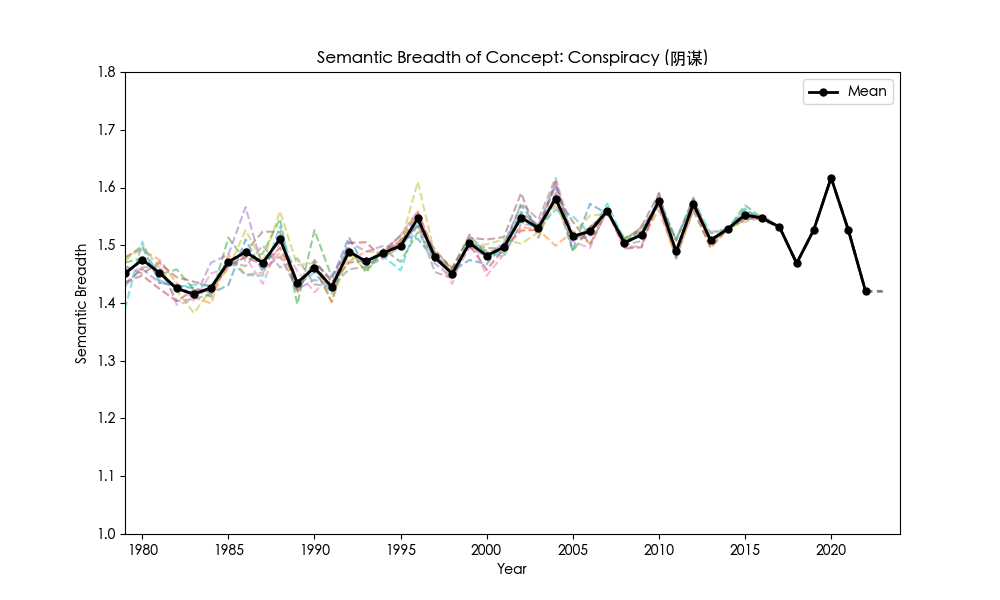 Semantic Breadth of Concept: Conspiracy (阴谋)
Mean
1.8
1.7
1.6
1.5
1.4
1.3
1.2
1.1
1.0
Semantic Breadth
1980 1985 1990 1995 2000 2005 2010 2015 2020
Year